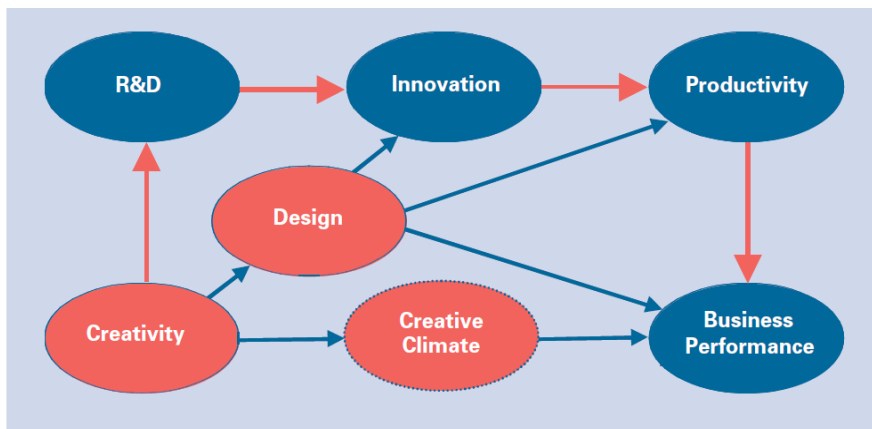 R&D
Innovation
Productivity
Design
Creativity
Creative
Climate
Business
Performance